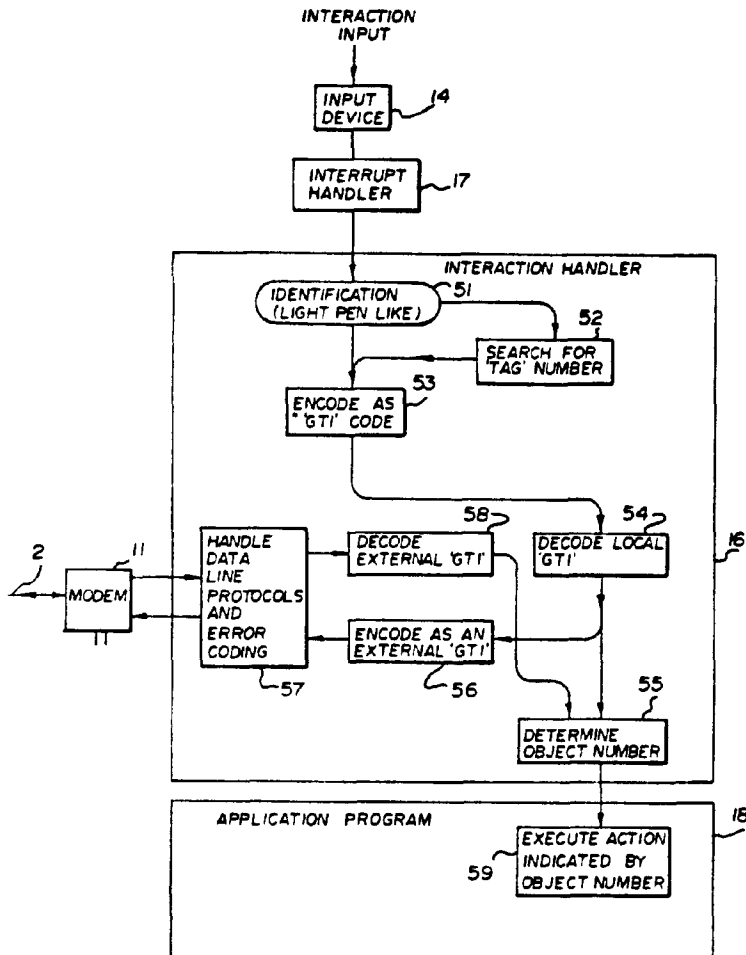 INTERACTION
INPUT
INPUT
DEVICE
14
INTERRUPT
HANDLER
17
INTERACTION HANDLER
IDENTIFICATION
(LIGHT PEN LIKE)
51
52
SEARCH FOR
'TAG' NUMBER
53
ENCODE AS
"'GTI' CODE
58
DECODE
EXTERNAL 'GTI'
54
DECODE LOCAL
'GTI'
16
2
11
MODEM
HANDLE
DATA
LINE
PROTOCOLS
AND
ERROR
CODING
57
ENCODE AS AN
EXTERNAL 'GTI'
56
55
DETERMINE
OBJECT NUMBER
APPLICATION PROGRAM
18
EXECUTE ACTION
INDICATED BY
OBJECT NUMBER
59